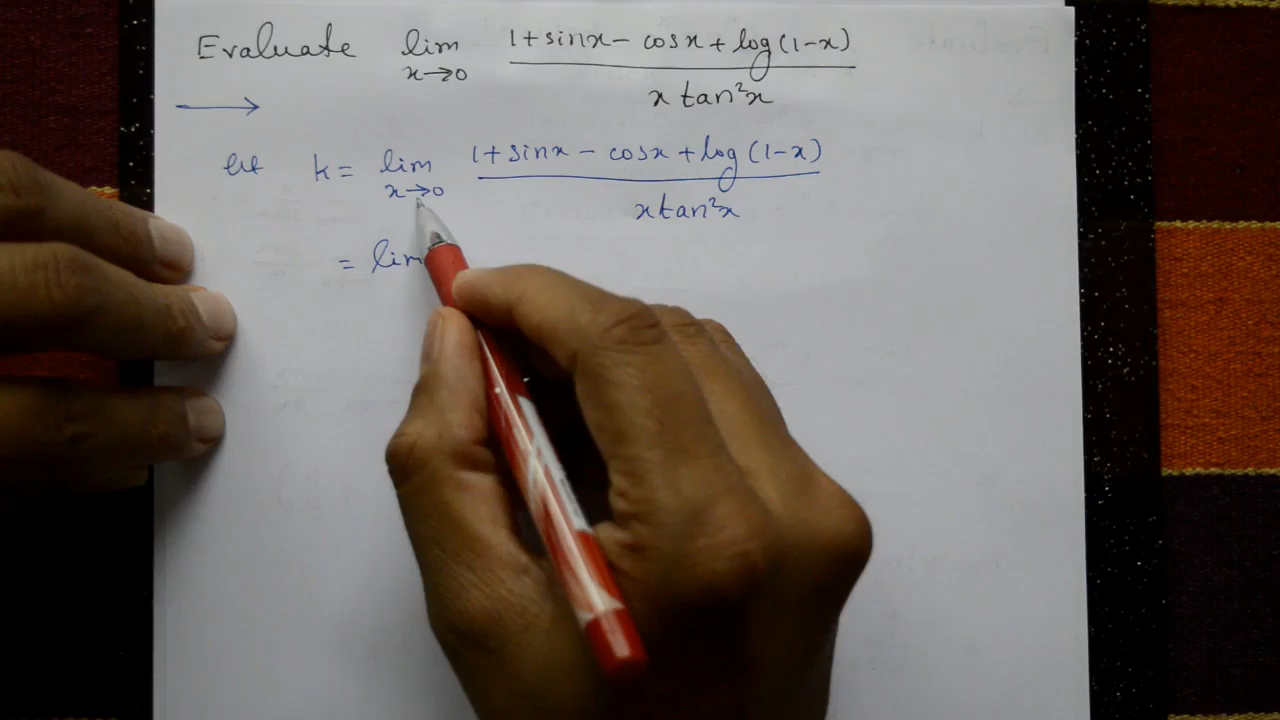 Evaluate lim x→0 (1+sinx-cosx+log(1-x)) / (x tan²x)
→
let k = lim x→0 (1+sinx-cosx+log(1-x)) / (x tan²x)
= lim